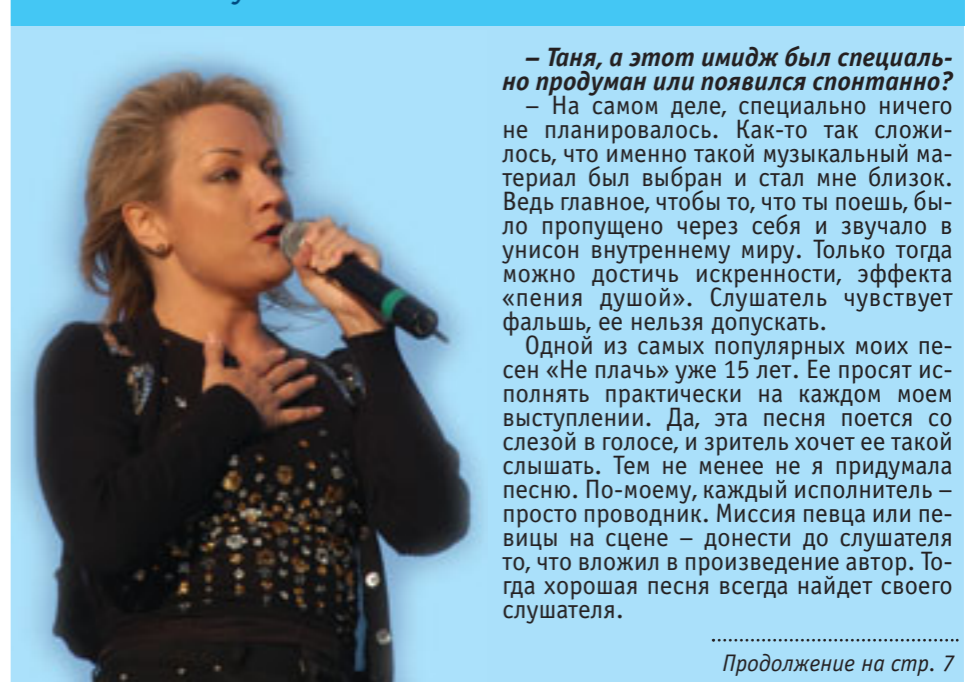 – Таня, а этот имидж был специаль-
но продуман или появился спонтанно?
– На самом деле, специально ничего
не планировалось. Как-то так сложи-
лось, что именно такой музыкальный ма-
териал был выбран и стал мне близок.
Ведь главное, чтобы то, что ты поешь, бы-
ло пропущено через себя и звучало в
унисон внутреннему миру. Только тогда
можно достичь искренности, эффекта
«пения душой». Слушатель чувствует
фальшь, ее нельзя допускать.
Одной из самых популярных моих пе-
сен «Не плачь» уже 15 лет. Ее просят ис-
полнять практически на каждом моем
выступлении. Да, эта песня поется со
слезой в голосе, и зритель хочет ее такой
слышать. Тем не менее не я придумала
песню. По-моему, каждый исполнитель –
просто проводник. Миссия певца или пе-
вицы на сцене – донести до слушателя
то, что вложил в произведение автор. То-
гда хорошая песня всегда найдет своего
слушателя.
Продолжение на стр. 7